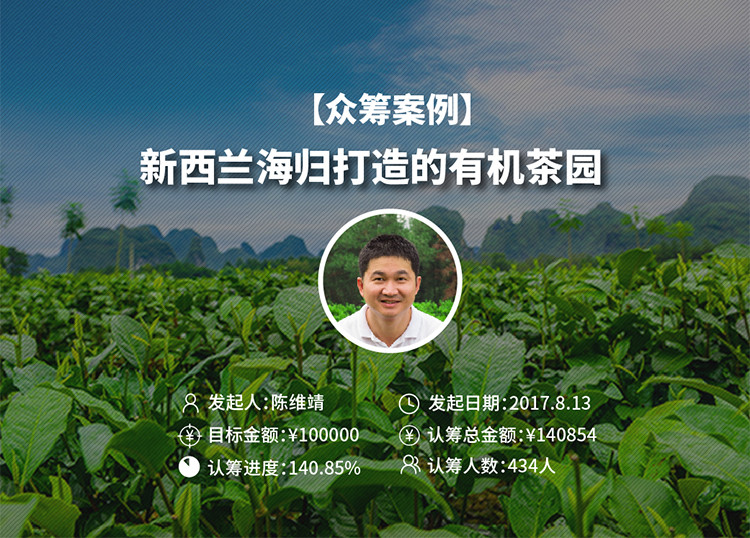 【众筹案例】
新西兰海归打造的有机茶园
发起人：陈维靖
发起日期：2017.8.13
目标金额：¥100000
认筹总金额：¥140854
认筹进度：140.85%
认筹人数：434人